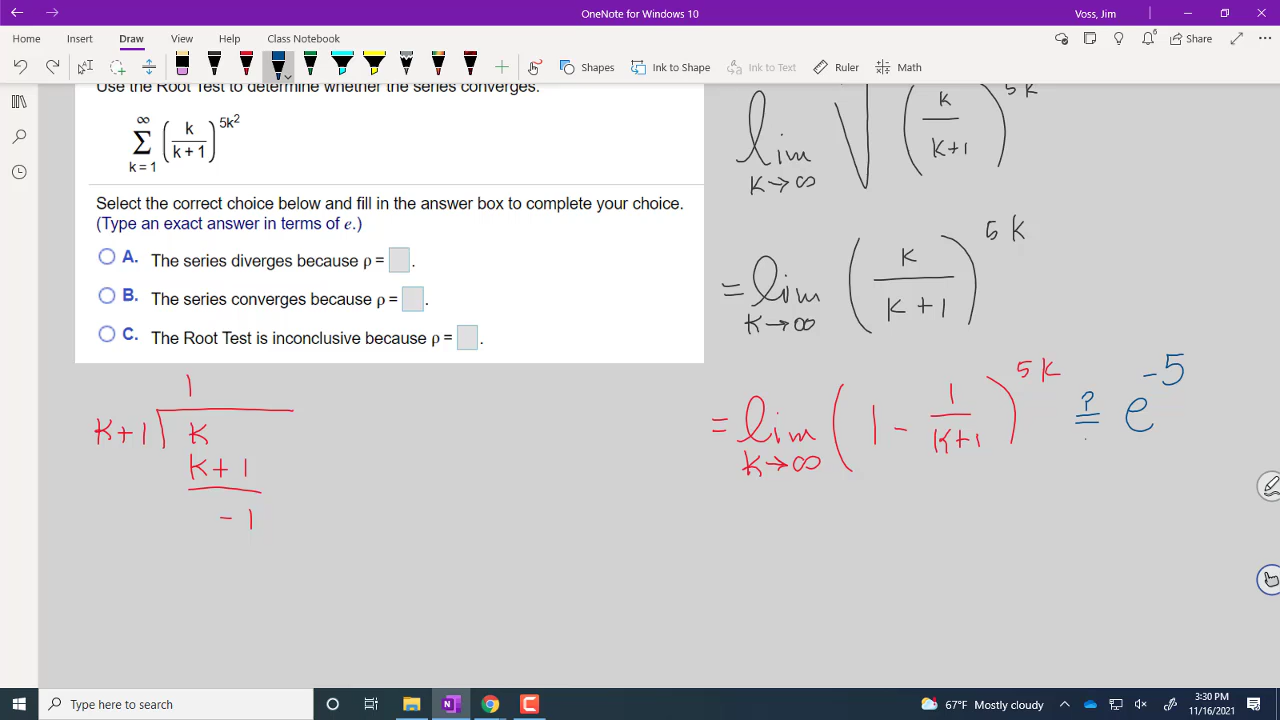 OneNote for Windows 10
Voss, Jim
Home Insert Draw View Help Class Notebook
Share
Shapes Ink to Shape Ink to Text Ruler Math
Use the Root Test to determine whether the series converges.
∞ Σ k = 1 (k / k + 1)^5k²
Select the correct choice below and fill in the answer box to complete your choice.
(Type an exact answer in terms of e.)
A. The series diverges because ρ = .
B. The series converges because ρ = .
C. The Root Test is inconclusive because ρ = .
lim k→∞ √ (k / k+1)^5k
= lim k→∞ (k / k+1)^5k
= lim k→∞ (1 - 1 / k+1)^5k ?= e^-5
1
k+1 k
k+1
-1
Type here to search
67°F Mostly cloudy
3:30 PM
11/16/2021